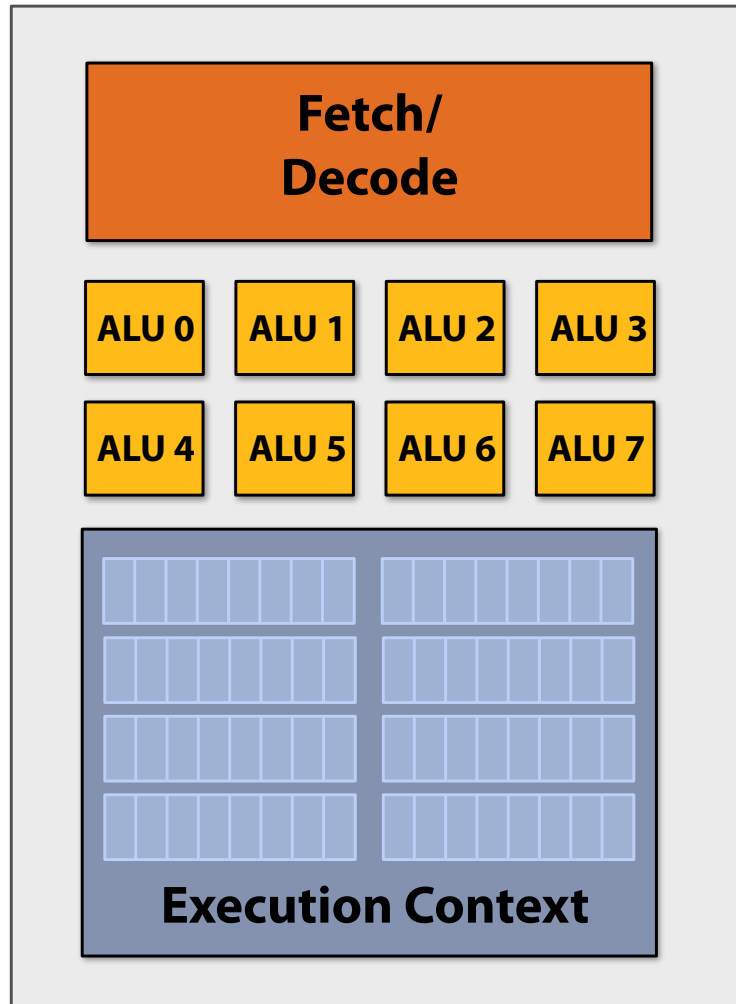 Fetch/
Decode
ALU 0
ALU 1
ALU 2
ALU 3
ALU 4
ALU 5
ALU 6
ALU 7
Execution Context